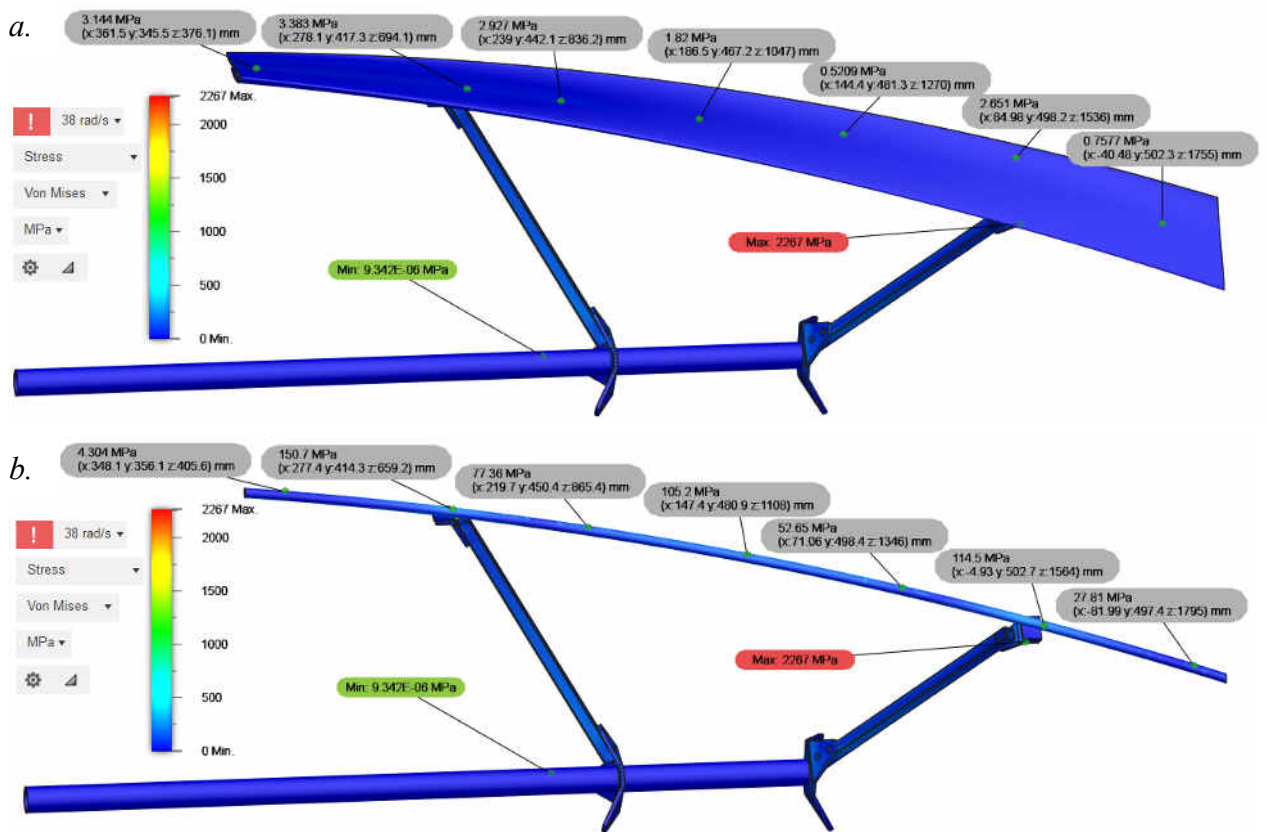 a.
3.144 MPa
(x:361.5 y:345.5 z:376.1) mm
3.383 MPa
(x:278.1 y:417.3 z:694.1) mm
2.927 MPa
(x:239 y:442.1 z:836.2) mm
1.82 MPa
(x:186.5 y:467.2 z:1047) mm
0.5209 MPa
(x:144.4 y:481.3 z:1270) mm
2.651 MPa
(x:84.98 y:498.2 z:1536) mm
0.7577 MPa
(x:-40.48 y:502.3 z:1755) mm
38 rad/s
Stress
Von Mises
MPa
2267 Max.
2000
1500
1000
500
0 Min.
Max: 2267 MPa
Min: 9.342E-06 MPa
b.
4.304 MPa
(x:348.1 y:356.1 z:405.6) mm
150.7 MPa
(x:277.4 y:414.3 z:659.2) mm
77.36 MPa
(x:219.7 y:450.4 z:865.4) mm
105.2 MPa
(x:147.4 y:480.9 z:1108) mm
52.65 MPa
(x:71.06 y:498.4 z:1346) mm
114.5 MPa
(x:-4.93 y:502.7 z:1564) mm
27.81 MPa
(x:-81.99 y:497.4 z:1795) mm
38 rad/s
Stress
Von Mises
MPa
2267 Max.
2000
1500
1000
500
0 Min.
Max: 2267 MPa
Min: 9.342E-06 MPa